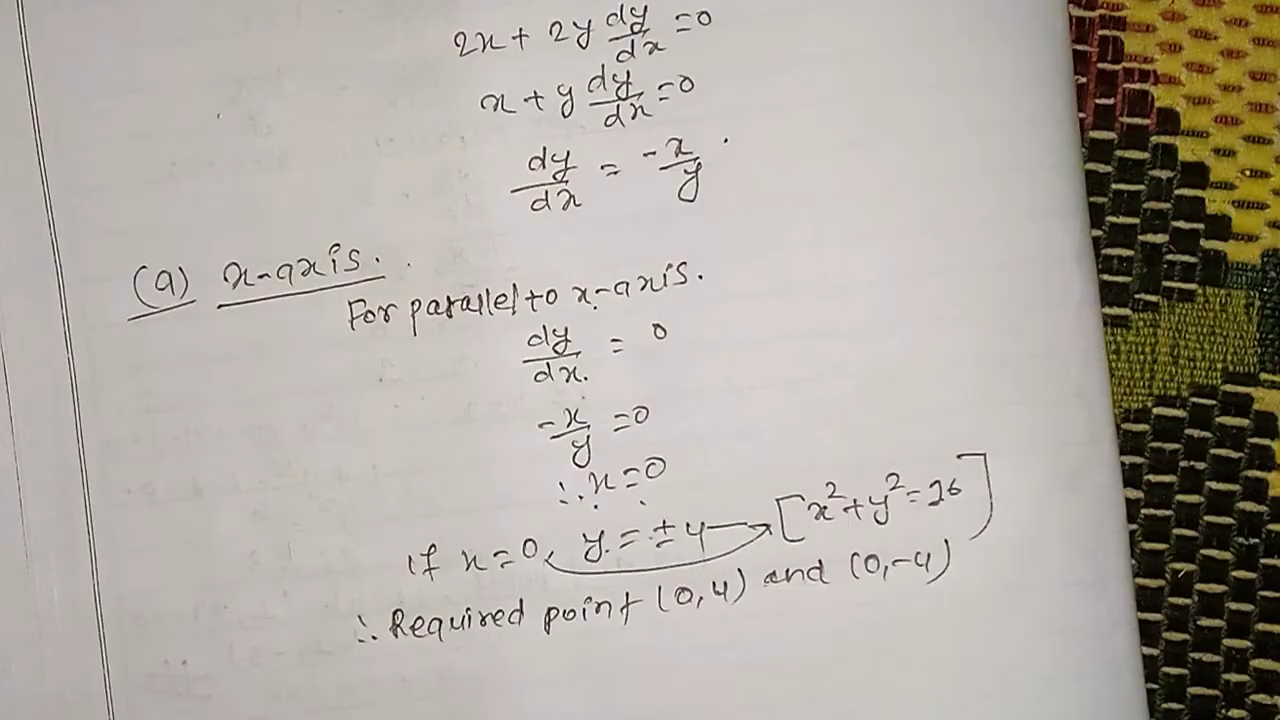 2x + 2y dy/dx = 0
x + y dy/dx = 0
dy/dx = -x/y .
(a) x-axis.
For parallel to x-axis.
dy/dx. = 0
-x/y = 0
∴ x = 0
If x = 0, y = ±4 → [x² + y² = 26]
∴ Required point (0,4) and (0,-4)